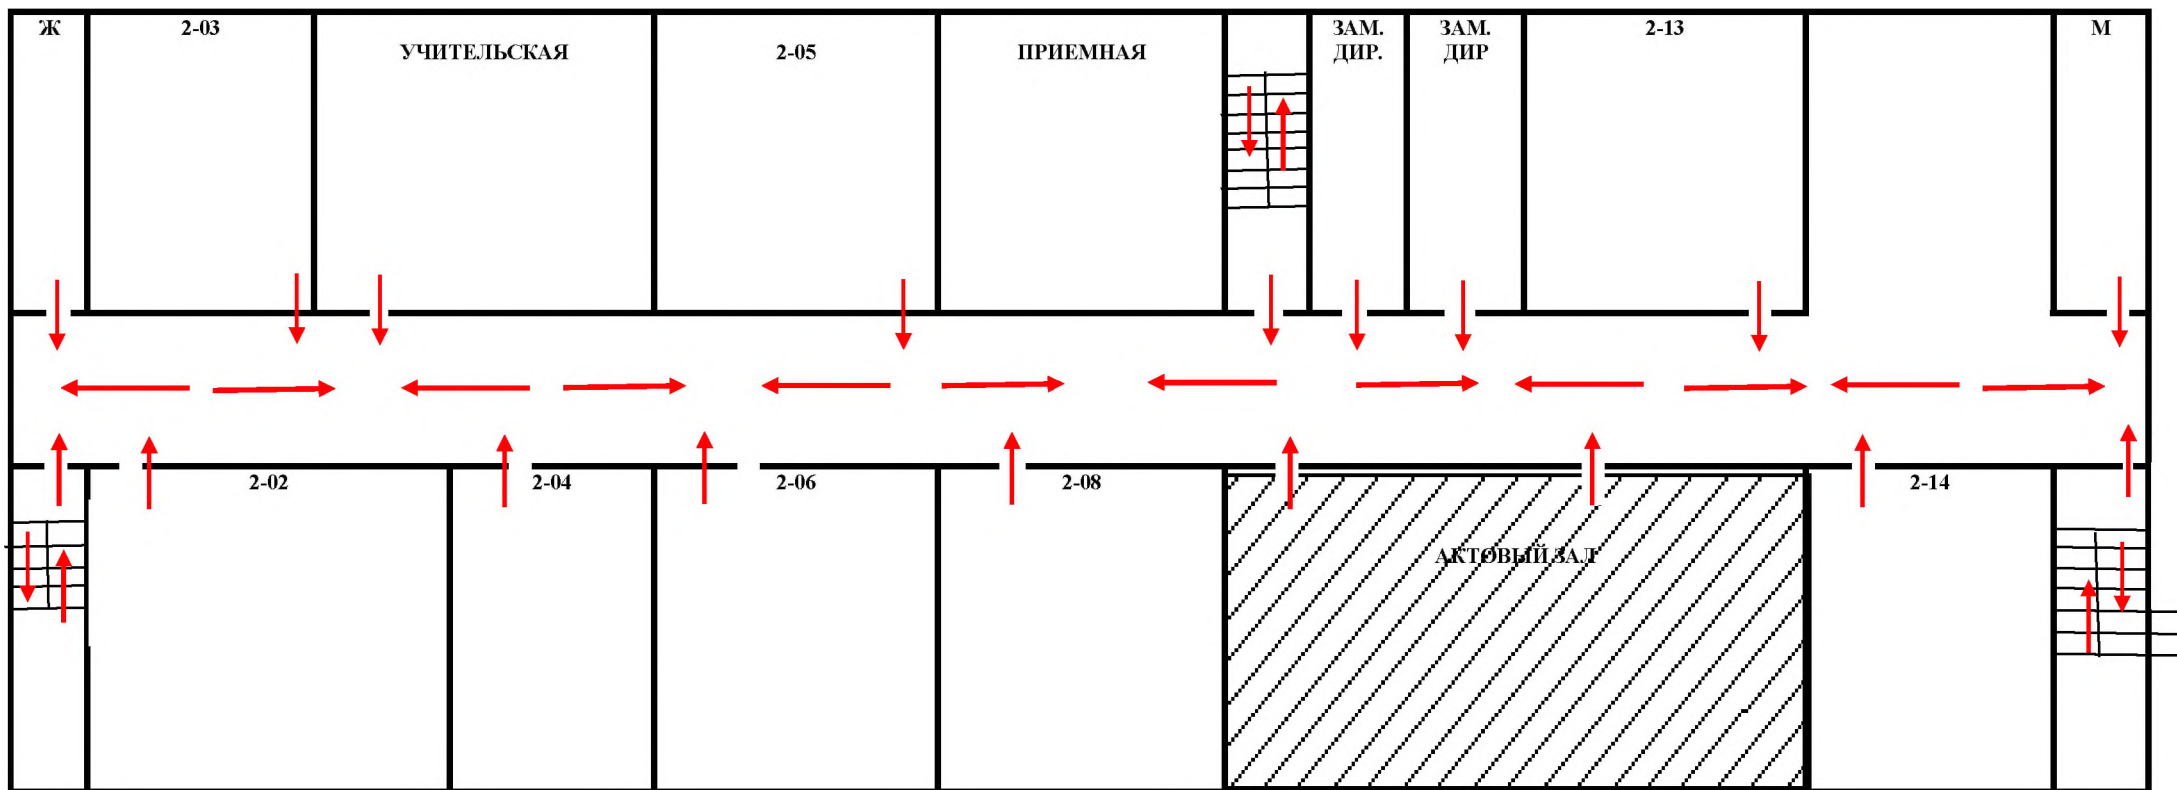 Ж
2-03
УЧИТЕЛЬСКАЯ
2-05
ПРИЕМНАЯ
ЗАМ.
ДИР.
ЗАМ.
ДИР
2-13
М
2-02
2-04
2-06
2-08
2-14
АКТОВЫЙ ЗАЛ